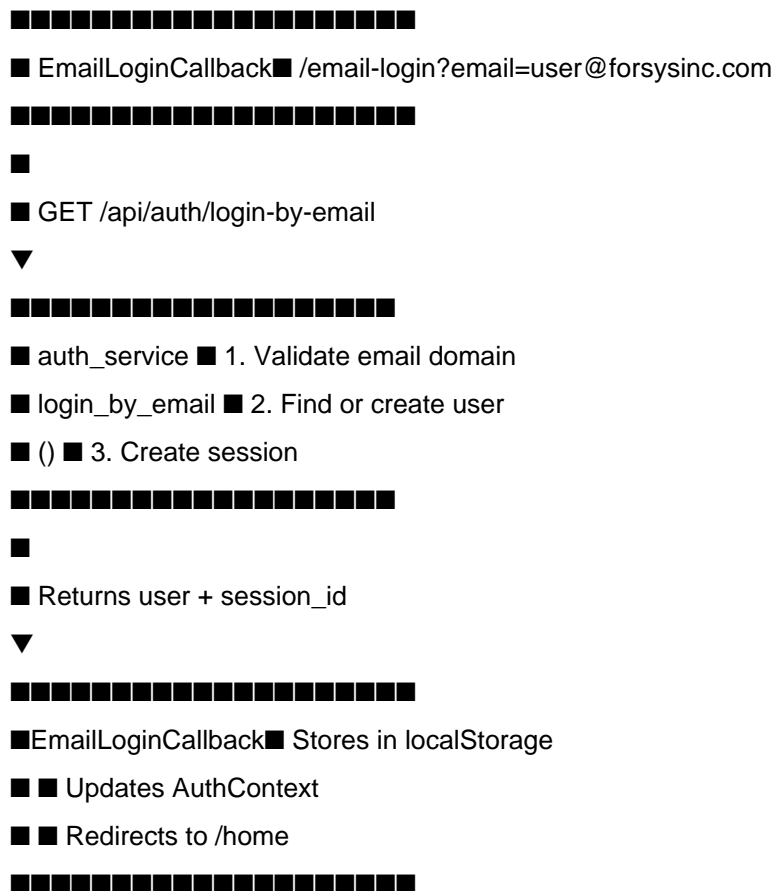 ■■■■■■■■■■■■■■■■■■■■
■ EmailLoginCallback■ /email-login?email=user@forsysinc.com
■■■■■■■■■■■■■■■■■■■■
■
■ GET /api/auth/login-by-email
▼
■■■■■■■■■■■■■■■■■■■
■ auth_service ■ 1. Validate email domain
■ login_by_email ■ 2. Find or create user
■ () ■ 3. Create session
■■■■■■■■■■■■■■■■■■■
■
■ Returns user + session_id
▼
■■■■■■■■■■■■■■■■■■■■
■EmailLoginCallback■ Stores in localStorage
■ ■ Updates AuthContext
■ ■ Redirects to /home
■■■■■■■■■■■■■■■■■■■■